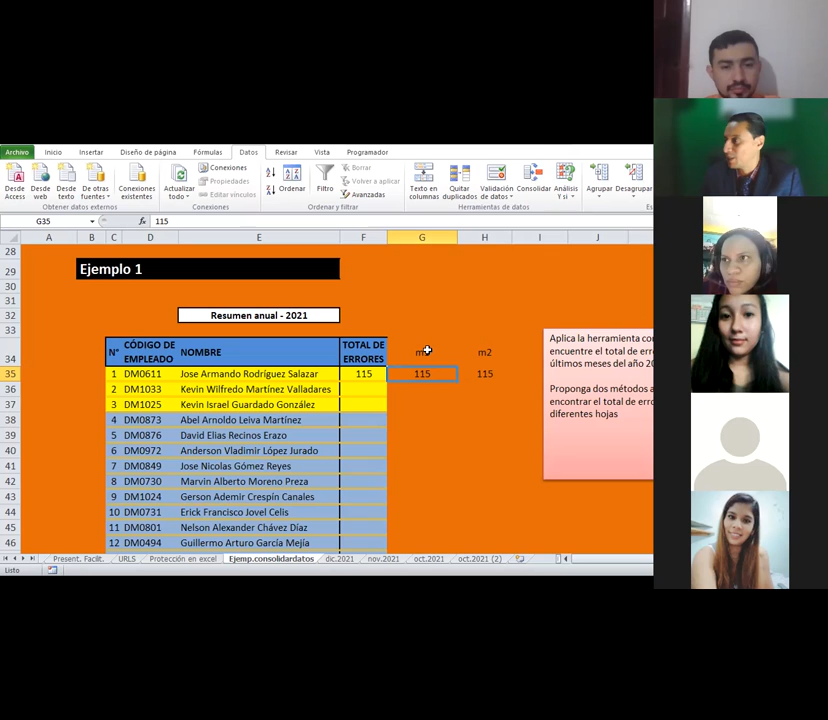 Archivo Inicio Insertar Diseño de página Fórmulas Datos Revisar Vista Programador
Desde Access
Desde web
Desde texto
De otras fuentes
Conexiones existentes
Actualizar todo
Conexiones
Propiedades
Editar vínculos
Ordenar
Filtro
Borrar
Volver a aplicar
Avanzadas
Texto en columnas
Quitar duplicados
Validación de datos
Consolidar
Análisis Y si
Agrupar
Desagrupar
Obtener datos externos Conexiones Ordenar y filtrar Herramientas de datos
G35 fx 115
A B C D E F G H I J
28
29 Ejemplo 1
30
31
32 Resumen anual - 2021
33
34 N° CÓDIGO DE EMPLEADO NOMBRE TOTAL DE ERRORES m2
35 1 DM0611 Jose Armando Rodríguez Salazar 115 115 115
36 2 DM1033 Kevin Wilfredo Martínez Valladares
37 3 DM1025 Kevin Israel Guardado González
38 4 DM0873 Abel Arnoldo Leiva Martínez
39 5 DM0876 David Elias Recinos Erazo
40 6 DM0972 Anderson Vladimir López Jurado
41 7 DM0849 Jose Nicolas Gómez Reyes
42 8 DM0730 Marvin Alberto Moreno Preza
43 9 DM1024 Gerson Ademir Crespín Canales
44 10 DM0731 Erick Francisco Jovel Celis
45 11 DM0801 Nelson Alexander Chávez Díaz
46 12 DM0494 Guillermo Arturo García Mejía
Aplica la herramienta
encuentre el total de
últimos meses del año
Proponga dos métodos
encontrar el total de
diferentes hojas
Present. Facilit. URLS Protección en excel Ejemp.consolidardatos dic.2021 nov.2021 oct.2021 oct.2021 (2)
Listo